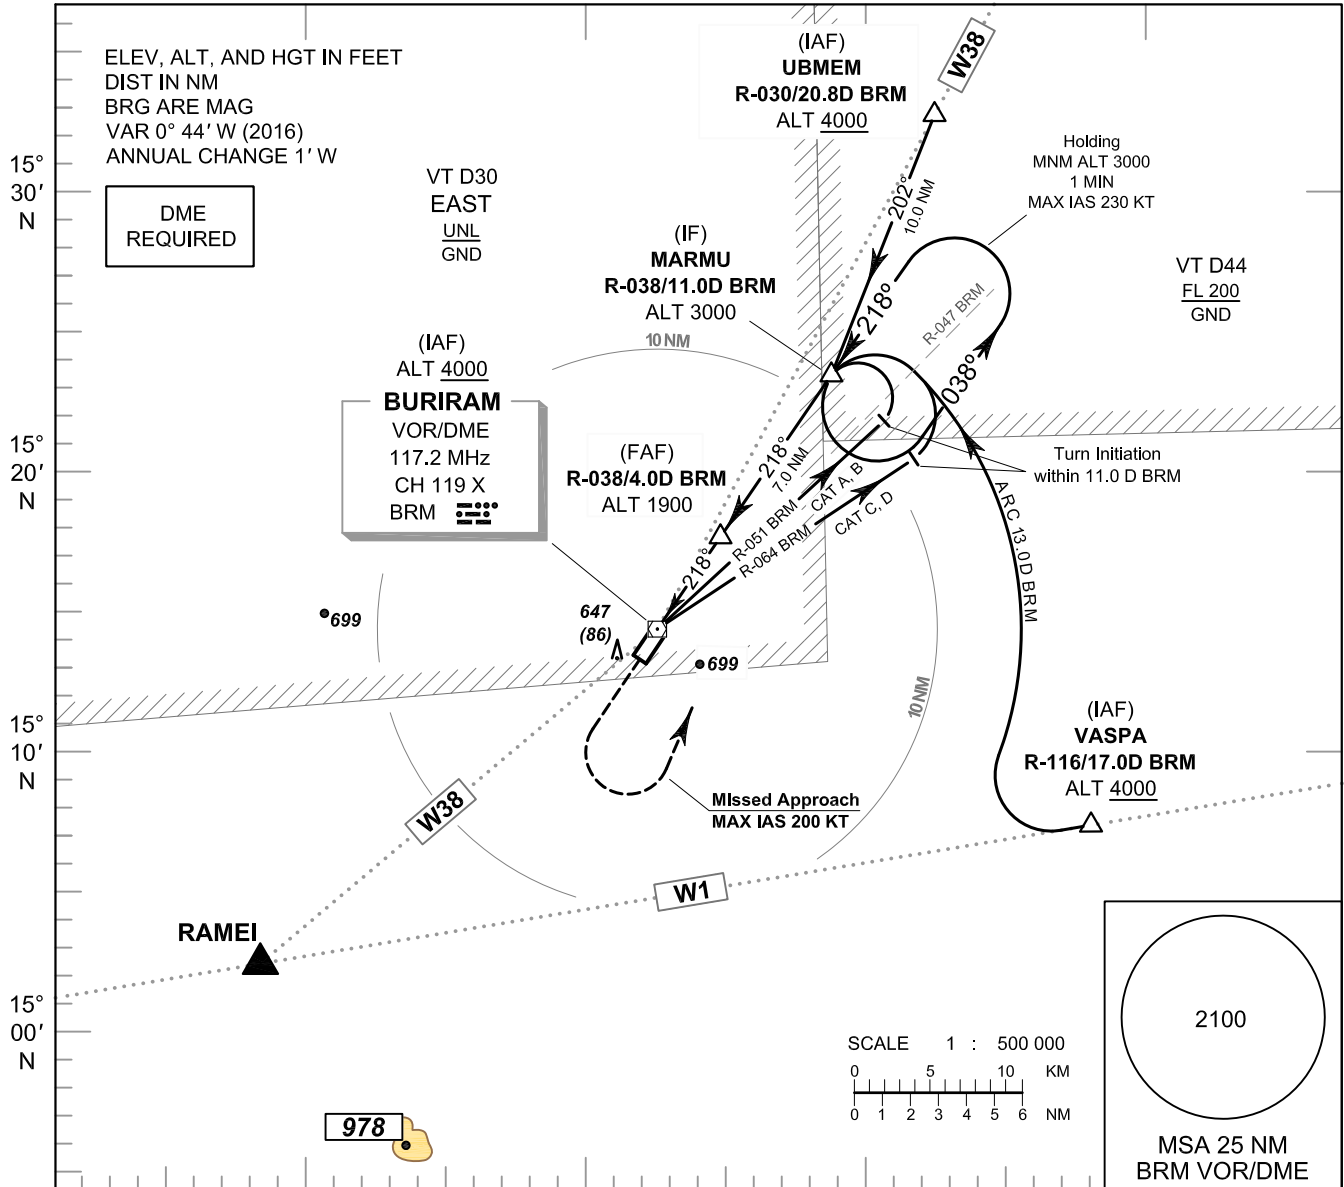 ELEV, ALT, AND HGT IN FEET
DIST IN NM
BRG ARE MAG
VAR 0° 44′ W (2016)
ANNUAL CHANGE 1′ W
DME
REQUIRED
VT D30
EAST
UNL
GND
(IAF)
UBMEM
R-030/20.8D BRM
ALT 4000
W38
Holding
MNM ALT 3000
1 MIN
MAX IAS 230 KT
VT D44
FL 200
GND
(IF)
MARMU
R-038/11.0D BRM
ALT 3000
202°
10.0 NM
218º
R-047 BRM
038º
10 NM
(IAF)
ALT 4000
BURIRAM
VOR/DME
117.2 MHz
CH 119 X
BRM
(FAF)
R-038/4.0D BRM
ALT 1900
218°
7.0 NM
218°
R-051 BRM
CAT A, B
R-064 BRM
CAT C, D
Turn Initiation
within 11.0 D BRM
ARC 13.0D BRM
699
647
(86)
699
10 NM
(IAF)
VASPA
R-116/17.0D BRM
ALT 4000
MIssed Approach
MAX IAS 200 KT
W38
W1
RAMEI
978
15°
30′
N
15°
20′
N
15°
10′
N
15°
00′
N
SCALE 1 : 500 000
0 5 10 KM
0 1 2 3 4 5 6 NM
2100
MSA 25 NM
BRM VOR/DME